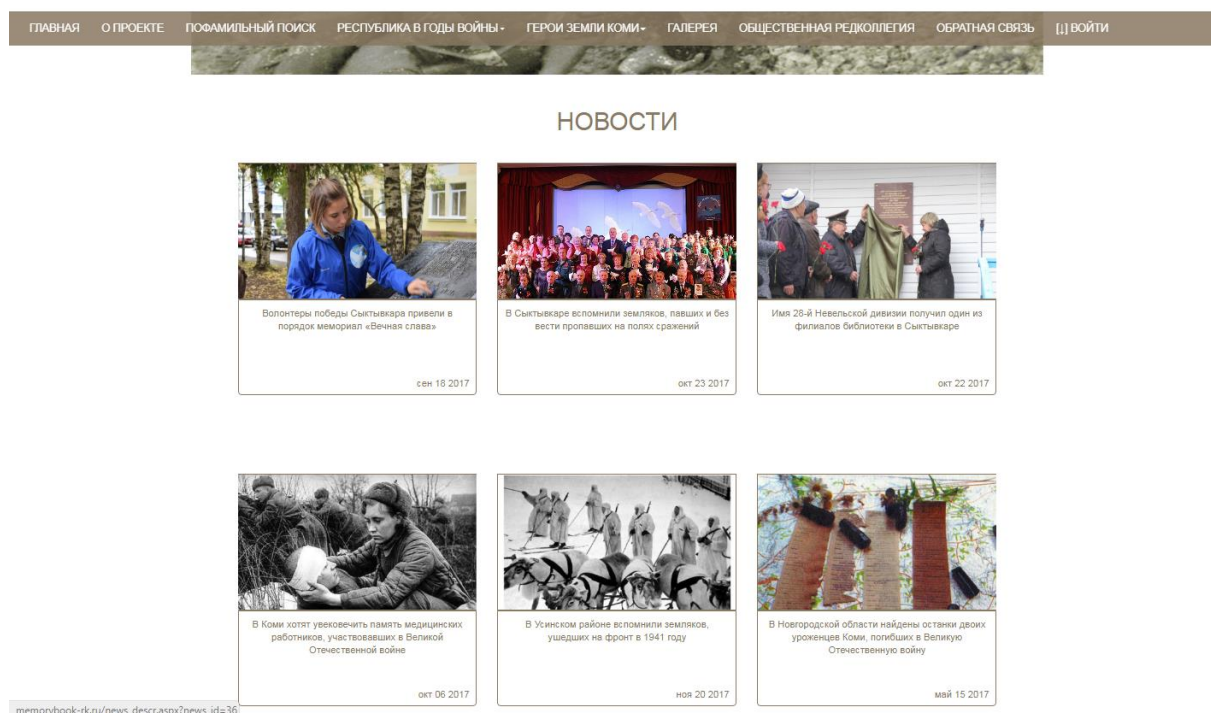 ГЛАВНАЯ О ПРОЕКТЕ ПОФАМИЛЬНЫЙ ПОИСК РЕСПУБЛИКА В ГОДЫ ВОЙНЫ ГЕРОИ ЗЕМЛИ КОМИ ГАЛЕРЕЯ ОБЩЕСТВЕННАЯ РЕДКОЛЛЕГИЯ ОБРАТНАЯ СВЯЗЬ [↓] ВОЙТИ
НОВОСТИ
Волонтеры победы Сыктывкара привели в
порядок мемориал «Вечная слава»
сен 18 2017
В Сыктывкаре вспомнили земляков, павших и без
вести пропавших на полях сражений
окт 23 2017
Имя 28-й Невельской дивизии получил один из
филиалов библиотеки в Сыктывкаре
окт 22 2017
В Коми хотят увековечить память медицинских
работников, участвовавших в Великой
Отечественной войне
окт 06 2017
В Усинском районе вспомнили земляков,
ушедших на фронт в 1941 году
ноя 20 2017
В Новгородской области найдены останки двоих
уроженцев Коми, погибших в Великую
Отечественную войну
май 15 2017
memorybook-rk.ru/news_descr.aspx?news_id=36